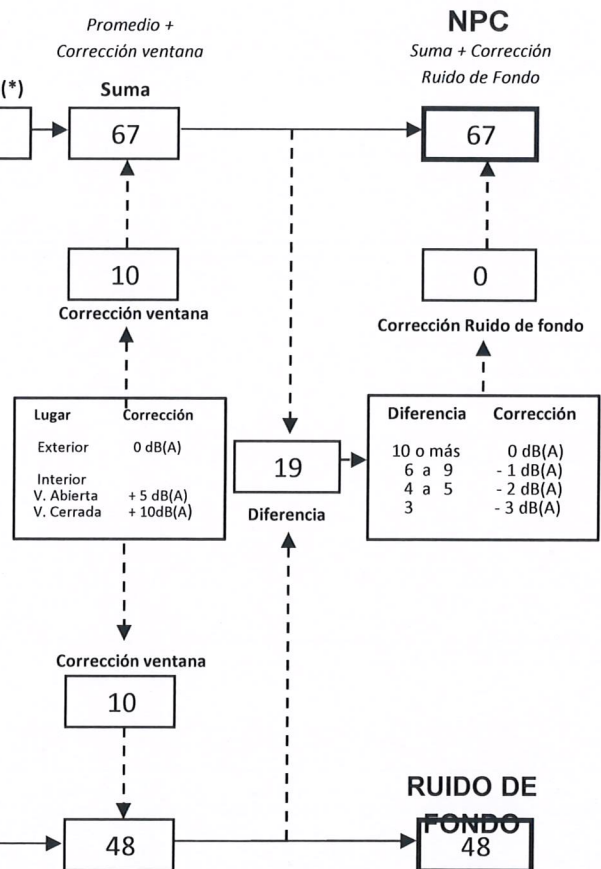 Promedio +
Corrección ventana
NPC
Suma + Corrección
Ruido de Fondo
(*)
Suma
67
67
10
Corrección ventana
0
Corrección Ruido de fondo
Lugar Corrección
Exterior 0 dB(A)
Interior
V. Abierta + 5 dB(A)
V. Cerrada + 10dB(A)
19
Diferencia
Diferencia Corrección
10 o más 0 dB(A)
6 a 9 - 1 dB(A)
4 a 5 - 2 dB(A)
3 - 3 dB(A)
Corrección ventana
10
RUIDO DE
FONDO
48
48